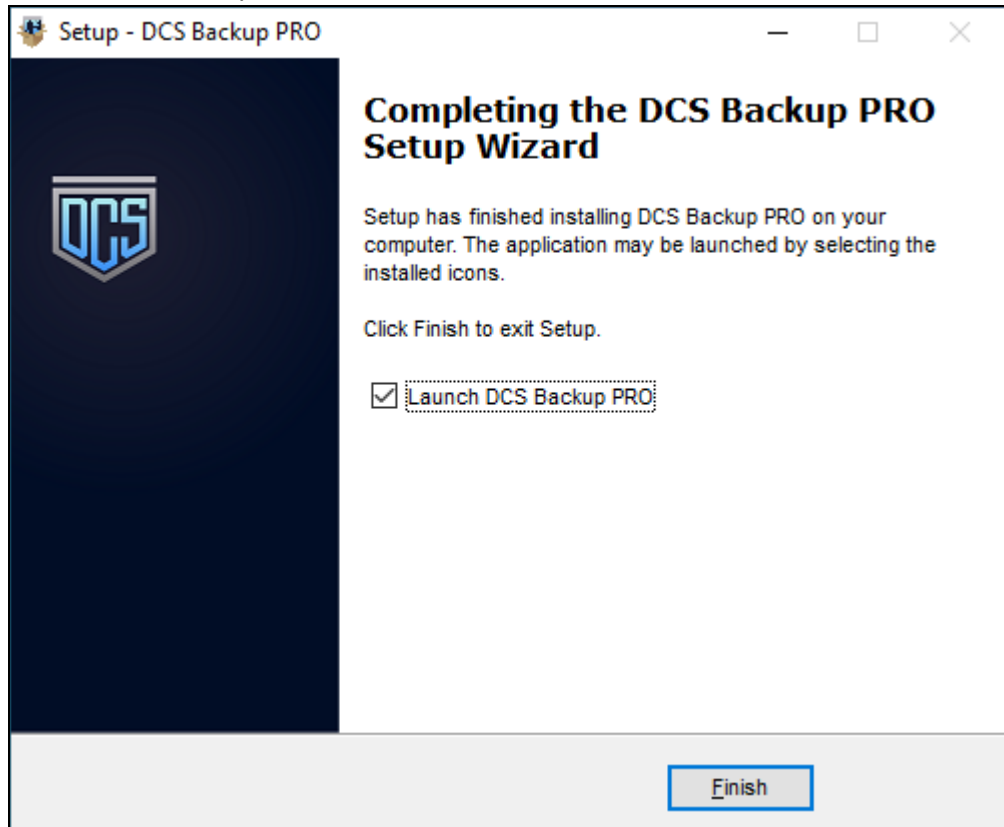 Setup - DCS Backup PRO
DCS
Completing the DCS Backup PRO
Setup Wizard
Setup has finished installing DCS Backup PRO on your
computer. The application may be launched by selecting the
installed icons.
Click Finish to exit Setup.
Launch DCS Backup PRO
Finish